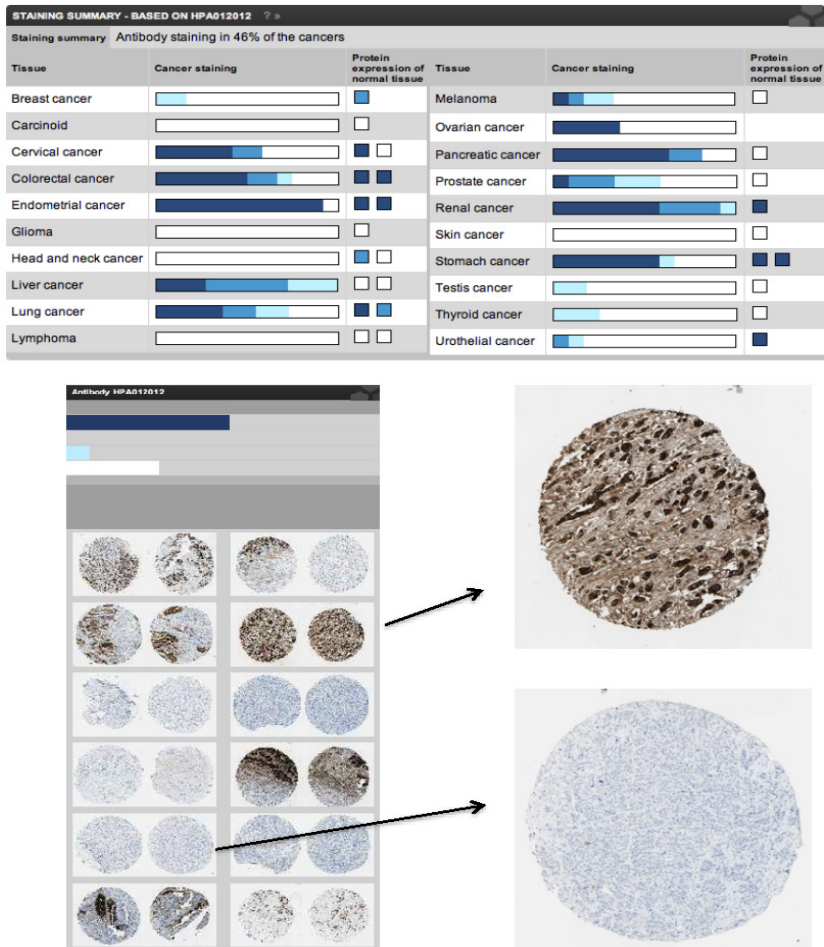 STAINING SUMMARY - BASED ON HPA012012 ? »
Staining summary Antibody staining in 46% of the cancers
Tissue Cancer staining Protein expression of normal tissue Tissue Cancer staining Protein expression of normal tissue
Breast cancer Melanoma
Carcinoid Ovarian cancer
Cervical cancer Pancreatic cancer
Colorectal cancer Prostate cancer
Endometrial cancer Renal cancer
Glioma Skin cancer
Head and neck cancer Stomach cancer
Liver cancer Testis cancer
Lung cancer Thyroid cancer
Lymphoma Urothelial cancer
Antibody HPA012012